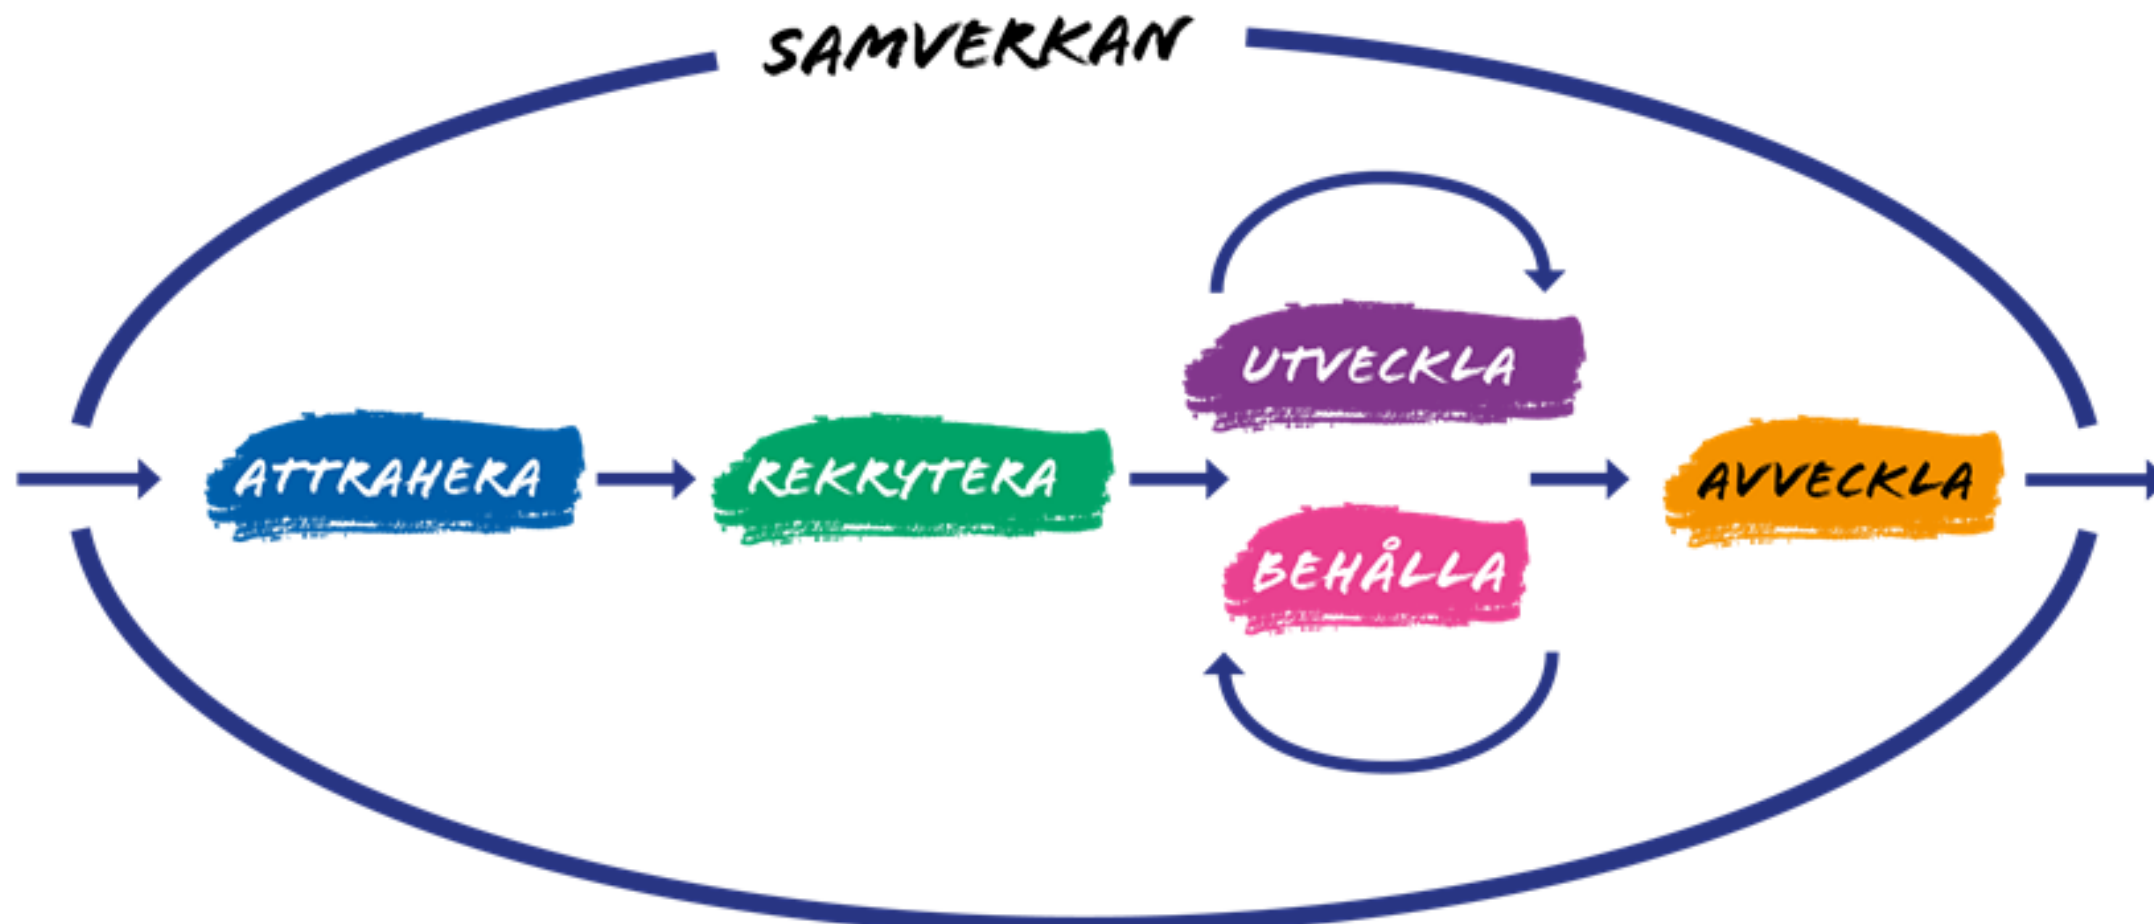 SAMVERKAN
ATTRAHERA
REKRYTERA
UTVECKLA
BEHÅLLA
AVVECKLA